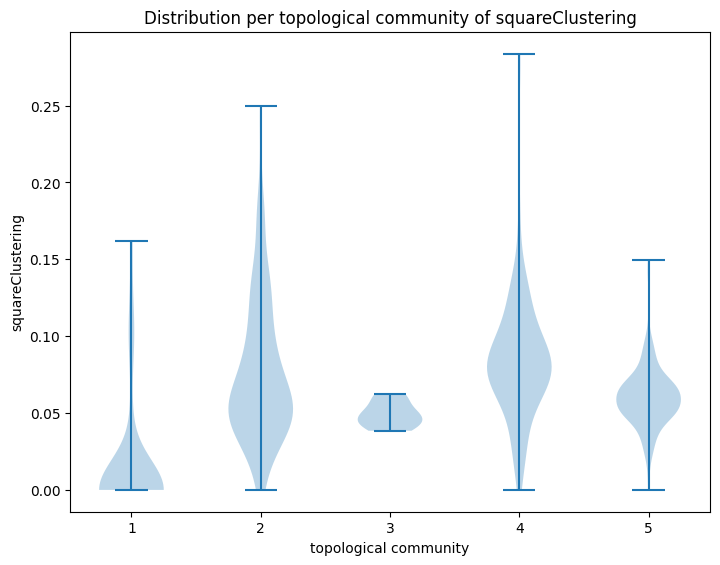 Distribution per topological community of squareClustering
squareClustering
0.25
0.20
0.15
0.10
0.05
0.00
1 2 3 4 5
topological community